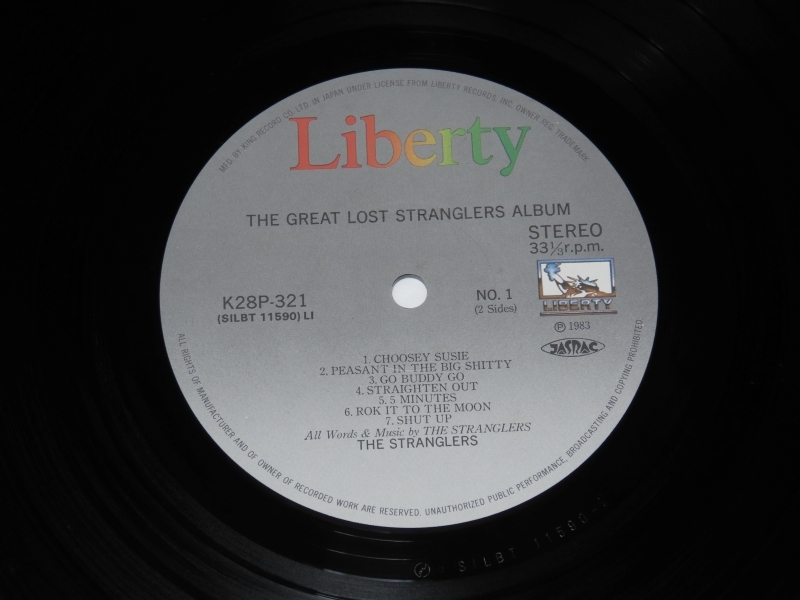 MFD. BY KING RECORD CO., LTD. IN JAPAN UNDER LICENSE FROM LIBERTY RECORDS, INC. OWNER REG. TRADEMARK.
Liberty
THE GREAT LOST STRANGLERS ALBUM
STEREO
33⅓r.p.m.
K28P-321
(SILBT 11590) LI
NO. 1
(2 Sides)
LIBERTY
Ⓟ 1983
JASRAC
1. CHOOSEY SUSIE
2. PEASANT IN THE BIG SHITTY
3. GO BUDDY GO
4. STRAIGHTEN OUT
5. 5 MINUTES
6. ROK IT TO THE MOON
7. SHUT UP
All Words & Music by THE STRANGLERS
THE STRANGLERS
ALL RIGHTS OF MANUFACTURER AND OF OWNER OF RECORDED WORK ARE RESERVED. UNAUTHORIZED PUBLIC PERFORMANCE, BROADCASTING AND COPYING PROHIBITED.
SILBT 11590-